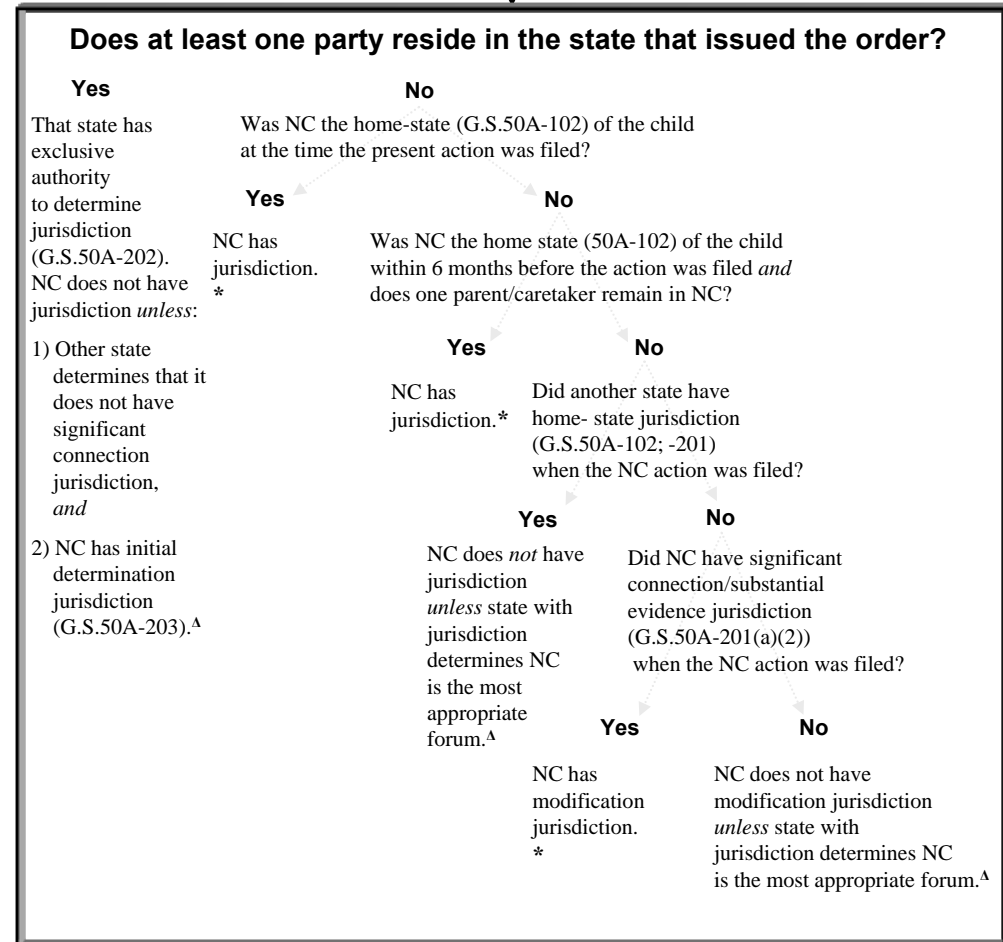 Does at least one party reside in the state that issued the order?
Yes
That state has
exclusive
authority
to determine
jurisdiction
(G.S.50A-202).
NC does not have
jurisdiction unless:
1) Other state
determines that it
does not have
significant
connection
jurisdiction,
and
2) NC has initial
determination
jurisdiction
(G.S.50A-203).Δ
No
Was NC the home-state (G.S.50A-102) of the child
at the time the present action was filed?
Yes
NC has
jurisdiction.
*
No
Was NC the home state (50A-102) of the child
within 6 months before the action was filed and
does one parent/caretaker remain in NC?
Yes
NC has
jurisdiction.*
No
Did another state have
home- state jurisdiction
(G.S.50A-102; -201)
when the NC action was filed?
Yes
NC does not have
jurisdiction
unless state with
jurisdiction
determines NC
is the most
appropriate
forum.Δ
No
Did NC have significant
connection/substantial
evidence jurisdiction
(G.S.50A-201(a)(2))
when the NC action was filed?
Yes
NC has
modification
jurisdiction.
*
No
NC does not have
modification jurisdiction
unless state with
jurisdiction determines NC
is the most appropriate forum.Δ